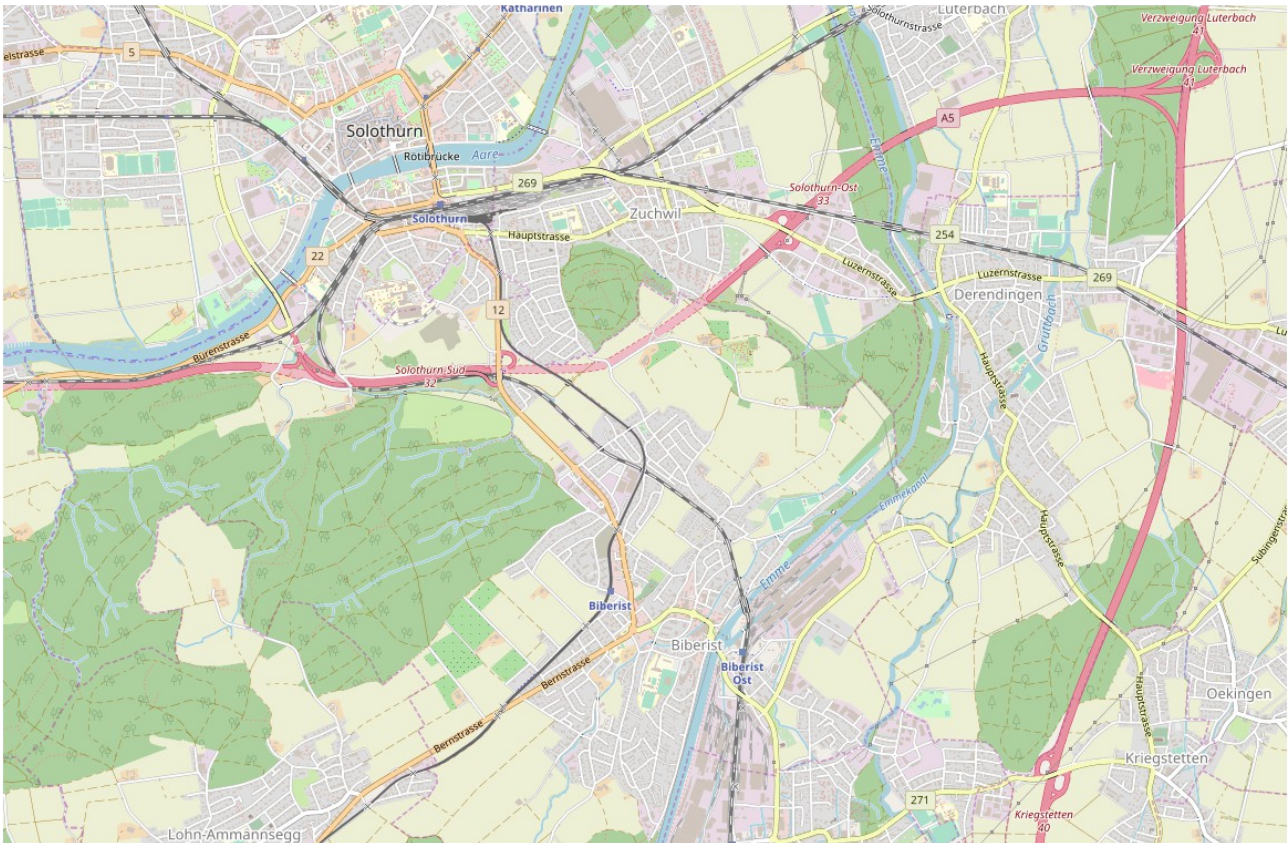 Katharinen
Solothurnstrasse
Luterbach
Verzweigung Luterbach
41
5
Verzweigung Luterbach
41
A5
Solothurn
Rötibrücke
Aare
Emme
269
Solothurn-Ost
33
Solothurn
Zuchwil
Hauptstrasse
254
22
Luzernstrasse
Luzernstrasse
269
Derendingen
12
Grüttbach
Bürenstrasse
Solothurn-Süd
32
Hauptstrasse
Emmekanal
Hauptstrasse
Emme
Biberist
Biberist
Biberist
Ost
Bernstrasse
Bernstrasse
Hauptstrasse
Oekingen
Kriegstetten
271
Kriegstetten
40
Lohn-Ammannsegg